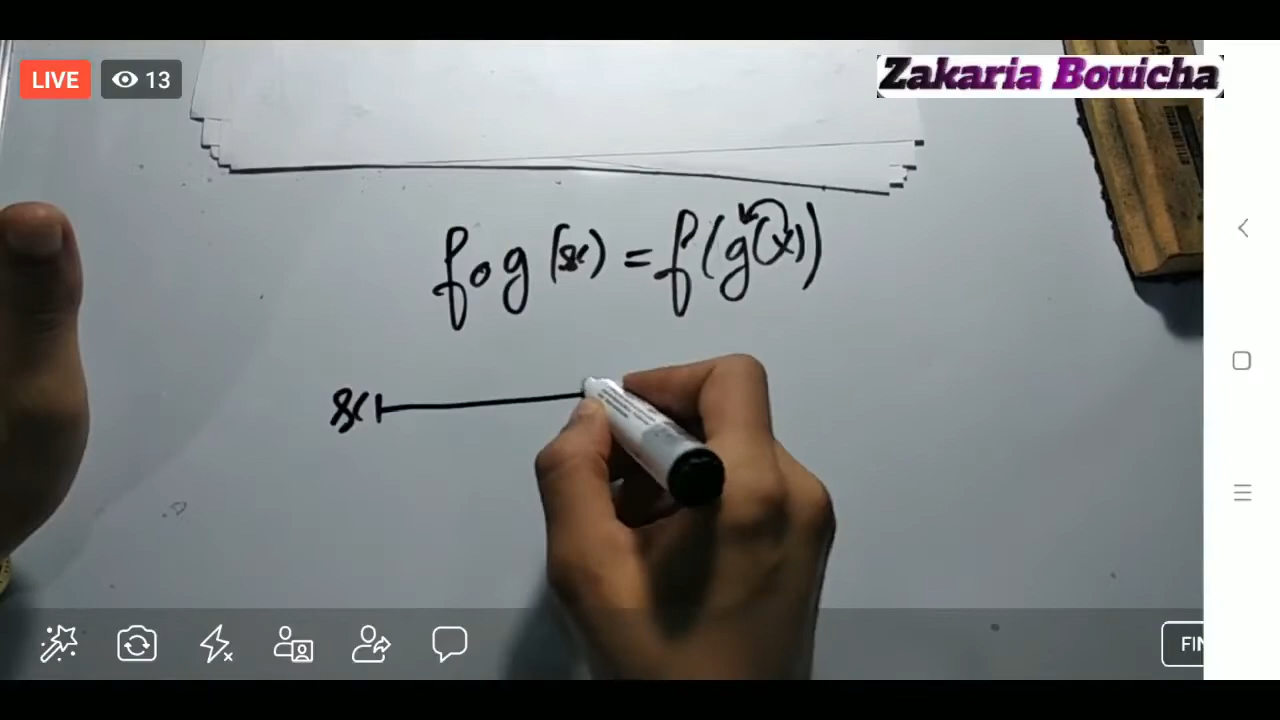 LIVE 13
Zakaria Bouicha
fog(x) = f(g(x))
x
FIN